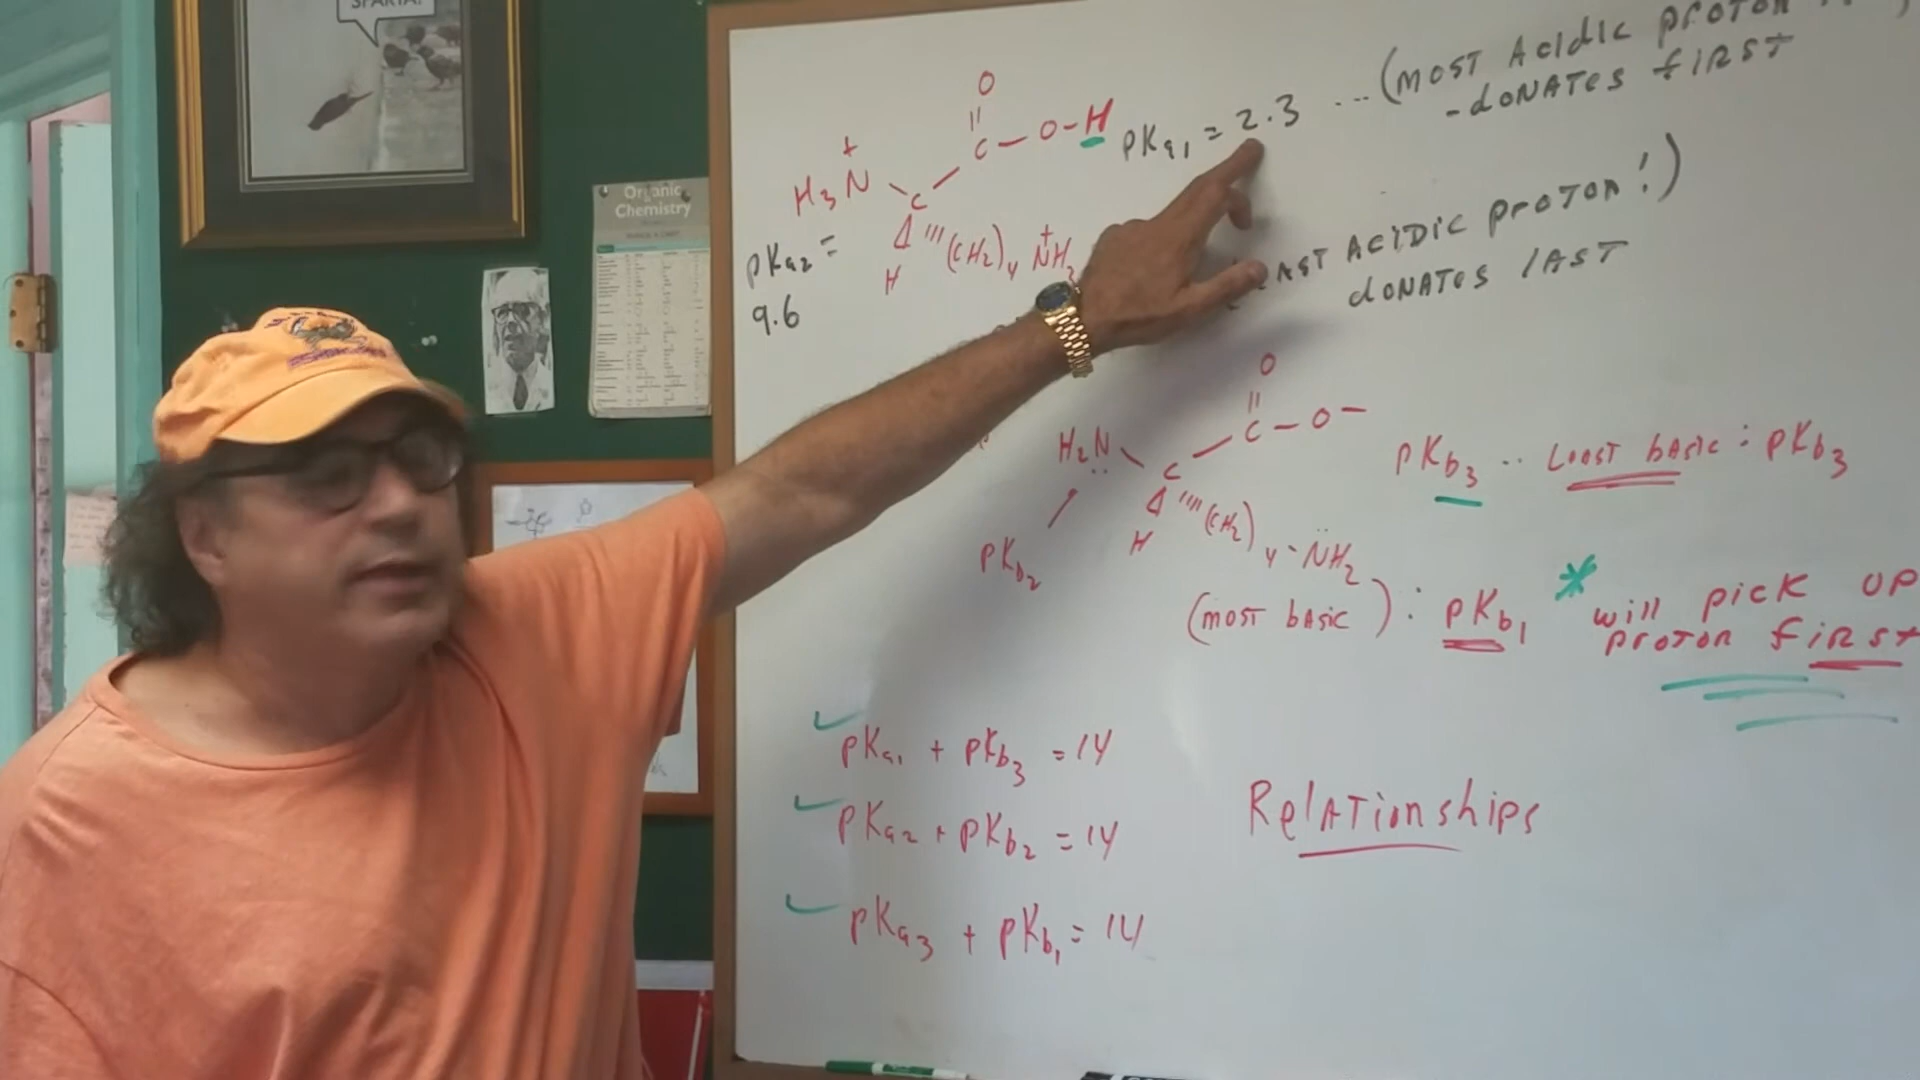 SPARTA!
Organic
Chemistry
O
||
C - O - H
pKa1 = 2.3 ... (most Acidic proton
- donates first
+
H3N
C
H
(CH2)4 NH
+
pKa2 =
9.6
AST ACIDIC proton!)
donates last
O
||
C - O -
H2N
C
H
(CH2)4 - NH2
pKb2
pKb3 .. Least basic : pKb3
(most basic) : pKb1
* will pick up
proton first
pKa1 + pKb3 = 14
pKa2 + pKb2 = 14
pKa3 + pKb1 = 14
Relationships